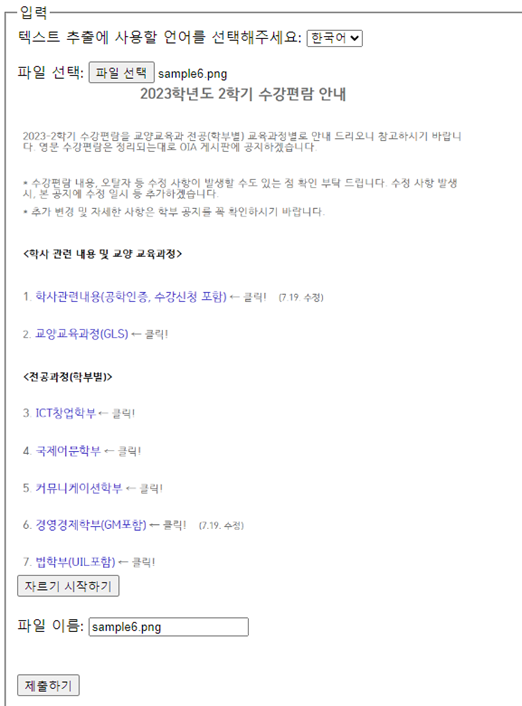 입력
텍스트 추출에 사용할 언어를 선택해주세요: 한국어
파일 선택: 파일 선택 sample6.png
2023학년도 2학기 수강편람 안내
2023-2학기 수강편람을 교양교육과 전공(학부별) 교육과정별로 안내 드리오니 참고하시기 바랍니
다. 영문 수강편람은 정리되는대로 OIA 게시판에 공지하겠습니다.
* 수강편람 내용, 오탈자 등 수정 사항이 발생할 수도 있는 점 확인 부탁 드립니다. 수정 사항 발생
시, 본 공지에 수정 일시 등 추가하겠습니다.
* 추가 변경 및 자세한 사항은 학부 공지를 꼭 확인하시기 바랍니다.
<학사 관련 내용 및 교양 교육과정>
1. 학사관련내용(공학인증, 수강신청 포함) ← 클릭! (7.19. 수정)
2. 교양교육과정(GLS) ← 클릭!
<전공과정(학부별)>
3. ICT창업학부 ← 클릭!
4. 국제어문학부 ← 클릭!
5. 커뮤니케이션학부 ← 클릭!
6. 경영경제학부(GM포함) ← 클릭! (7.19. 수정)
7. 법학부(UIL포함) ← 클릭!
자르기 시작하기
파일 이름: sample6.png
제출하기